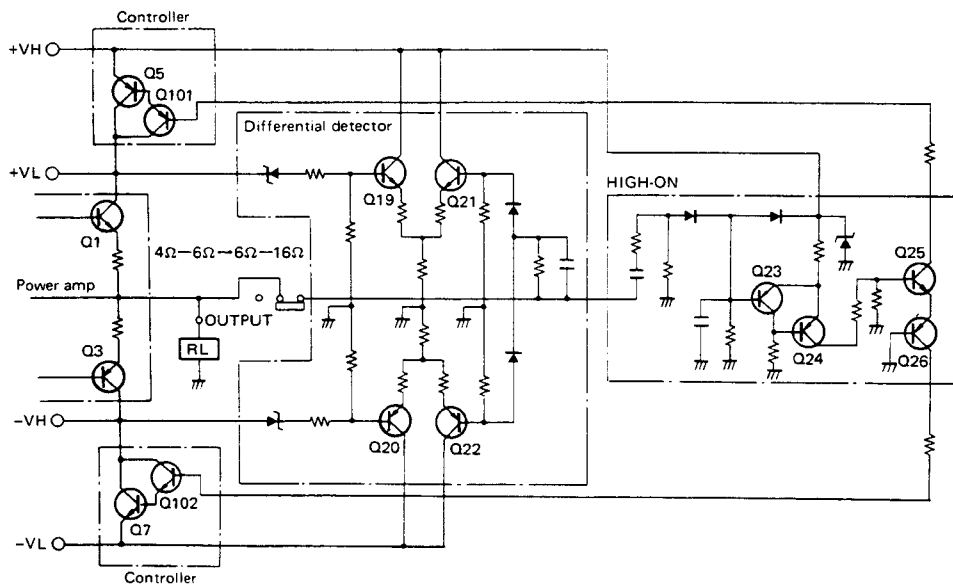 Controller
+VH
Q5
Q101
Differential detector
+VL
Q19
Q21
HIGH-ON
Q1
4Ω−6Ω→6Ω−16Ω
Q23
Q25
Power amp
OUTPUT
RL
Q24
Q26
Q3
−VH
Q20
Q22
Q102
Q7
−VL
Controller